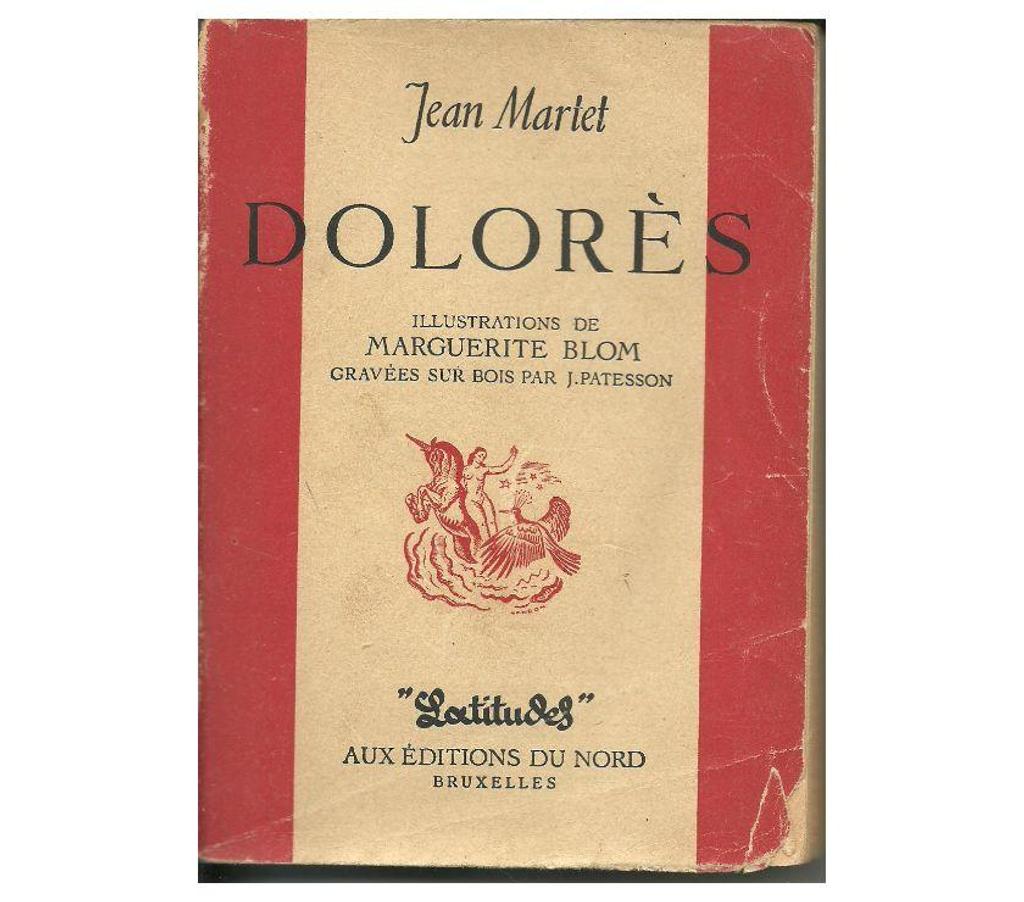 Jean Martet
DOLORÈS
ILLUSTRATIONS DE
MARGUERITE BLOM
GRAVÉES SUR BOIS PAR J.PATESSON
"Latitudes"
AUX ÉDITIONS DU NORD
BRUXELLES